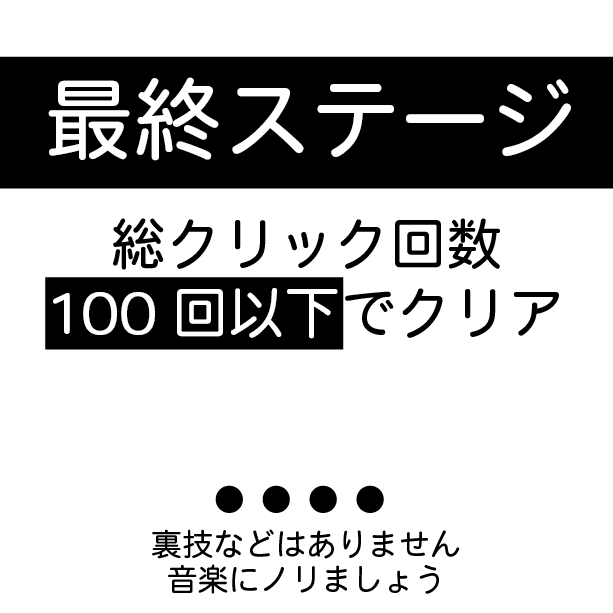 最終ステージ
総クリック回数
100 回以下でクリア
裏技などはありません
音楽にノリましょう